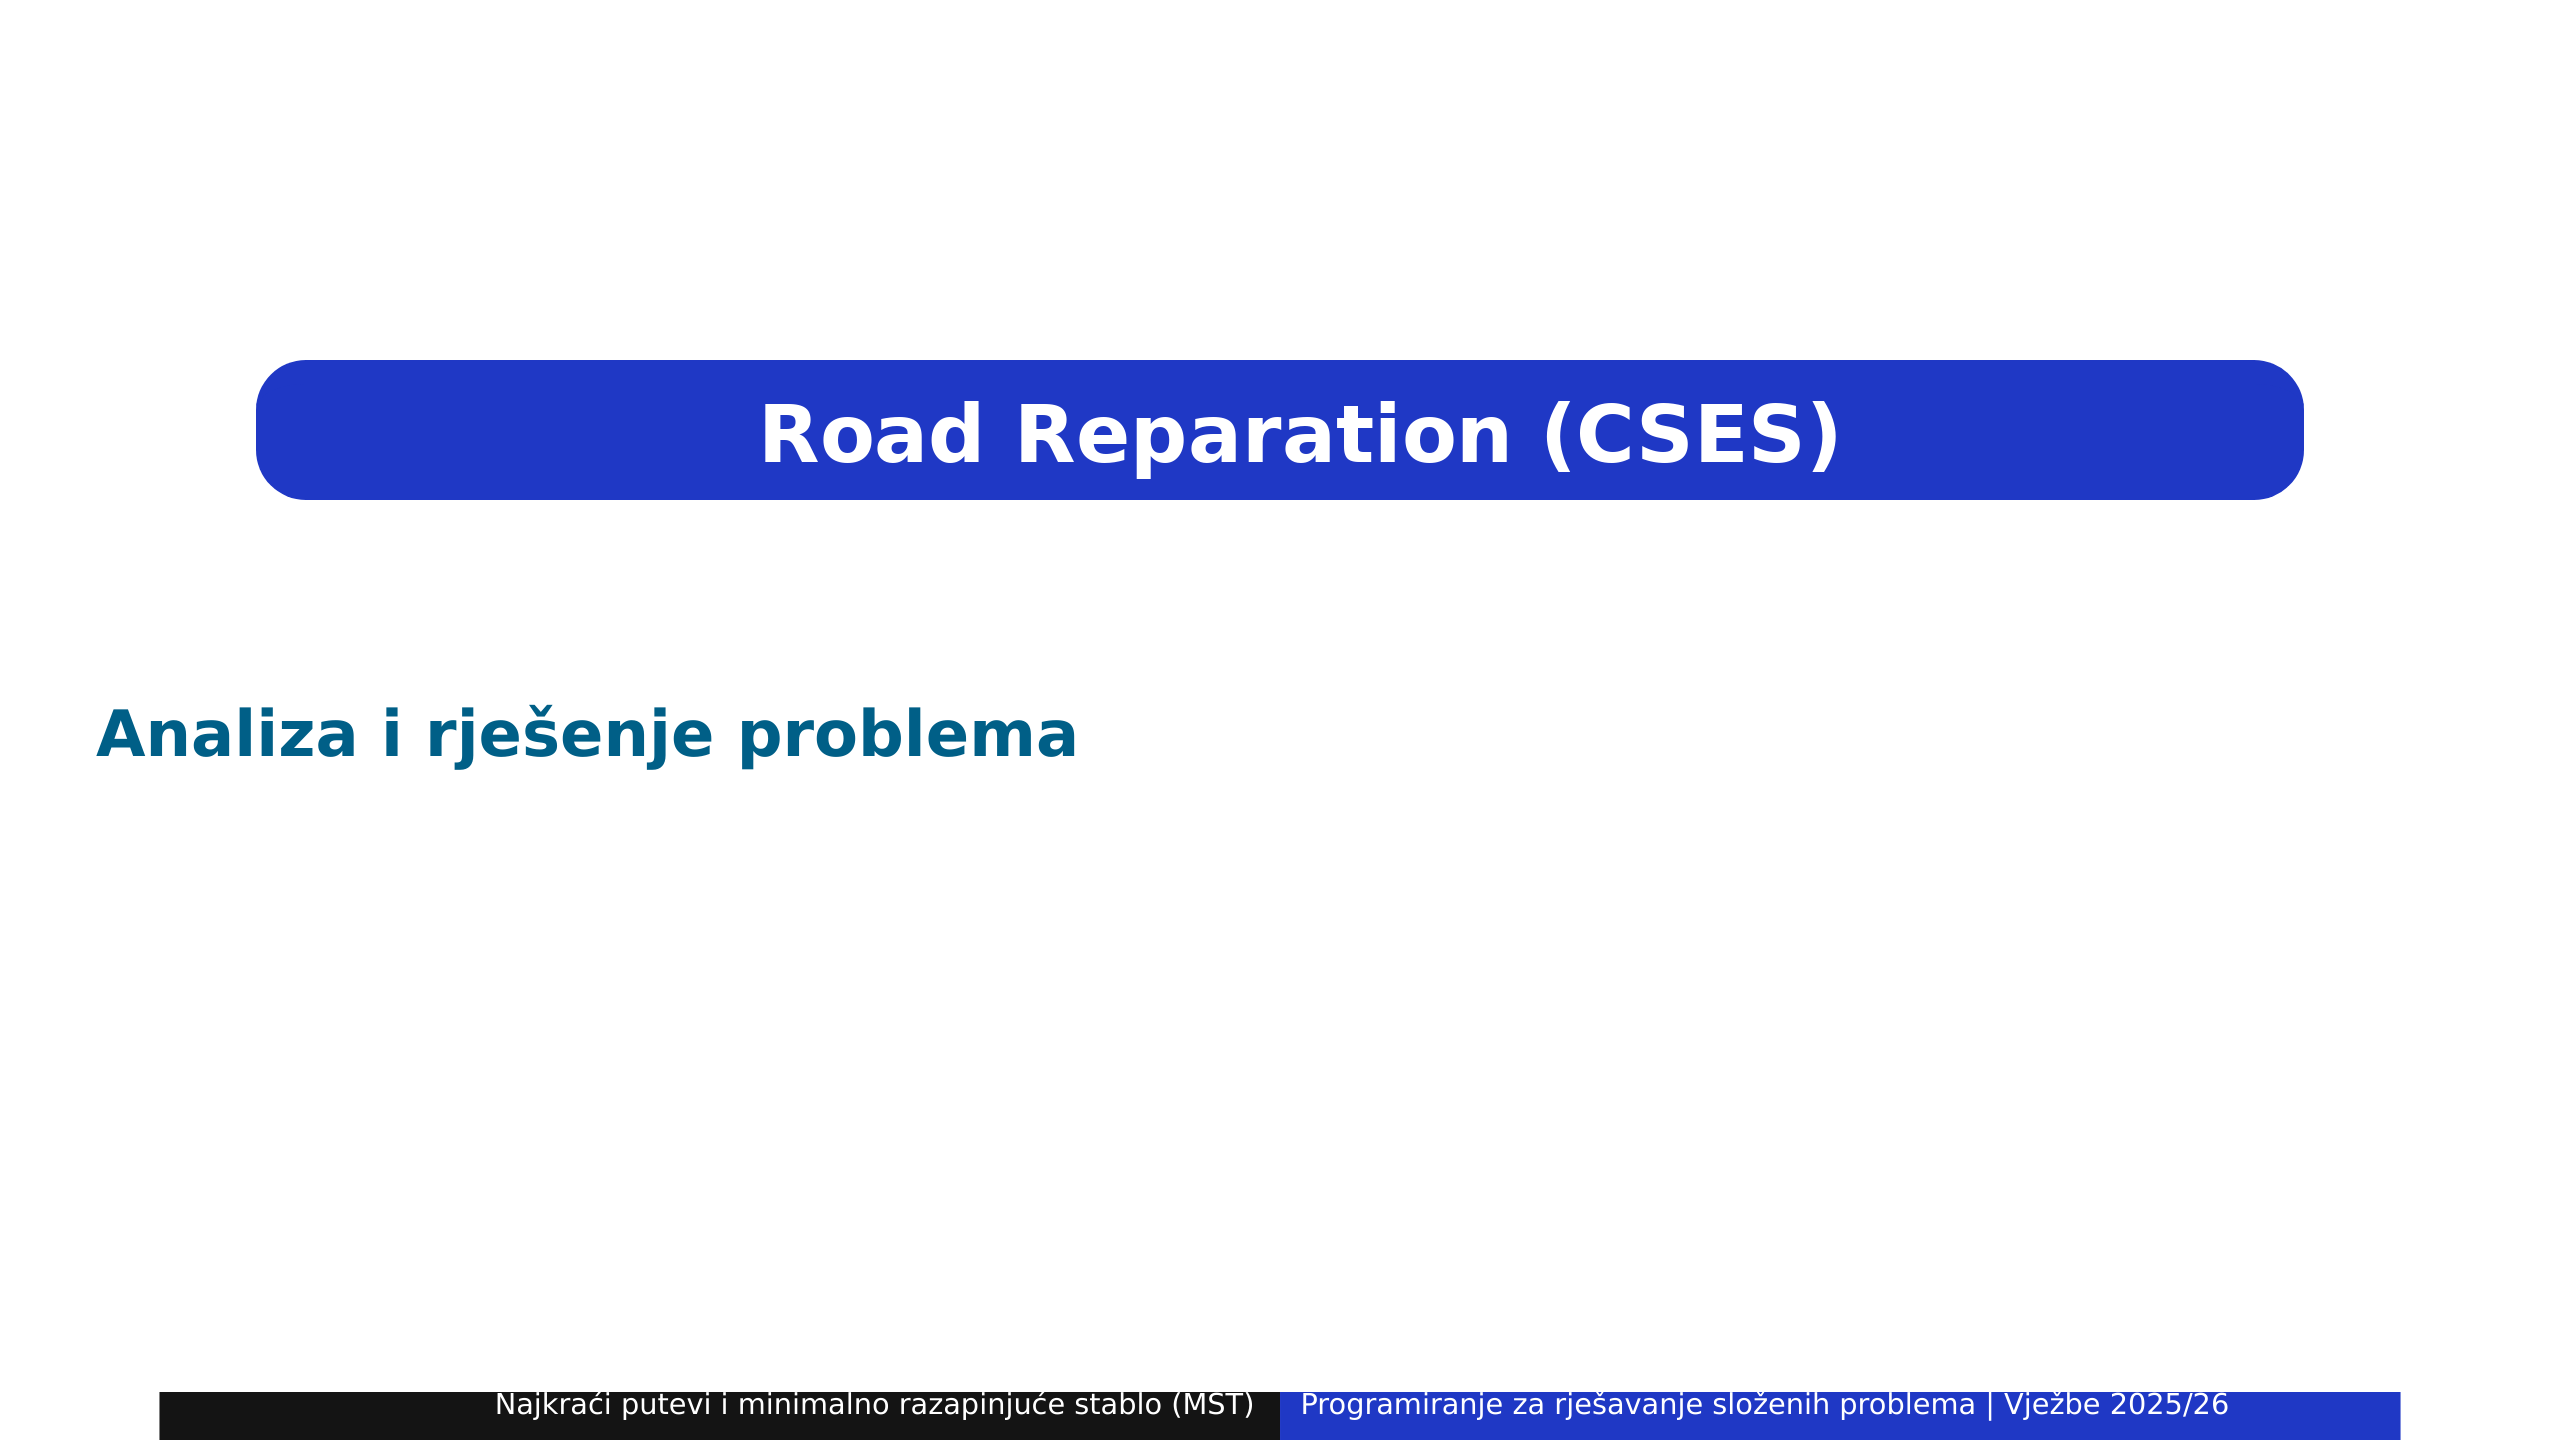 Road Reparation (CSES)
Analiza i rješenje problema
Najkraći putevi i minimalno razapinjuće stablo (MST)
Programiranje za rješavanje složenih problema | Vježbe 2025/26